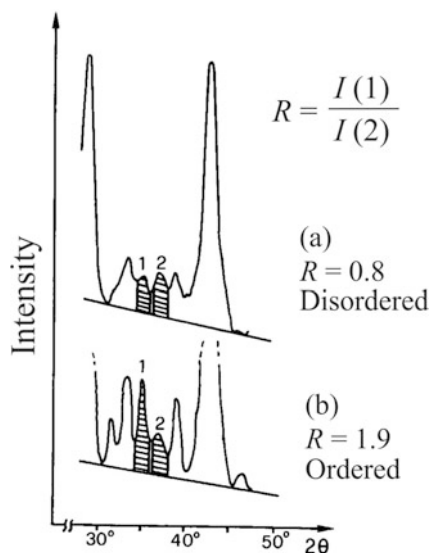 Intensity
R = I (1) / I (2)
1 2
(a)
R = 0.8
Disordered
1
2
(b)
R = 1.9
Ordered
30° 40° 50° 2θ